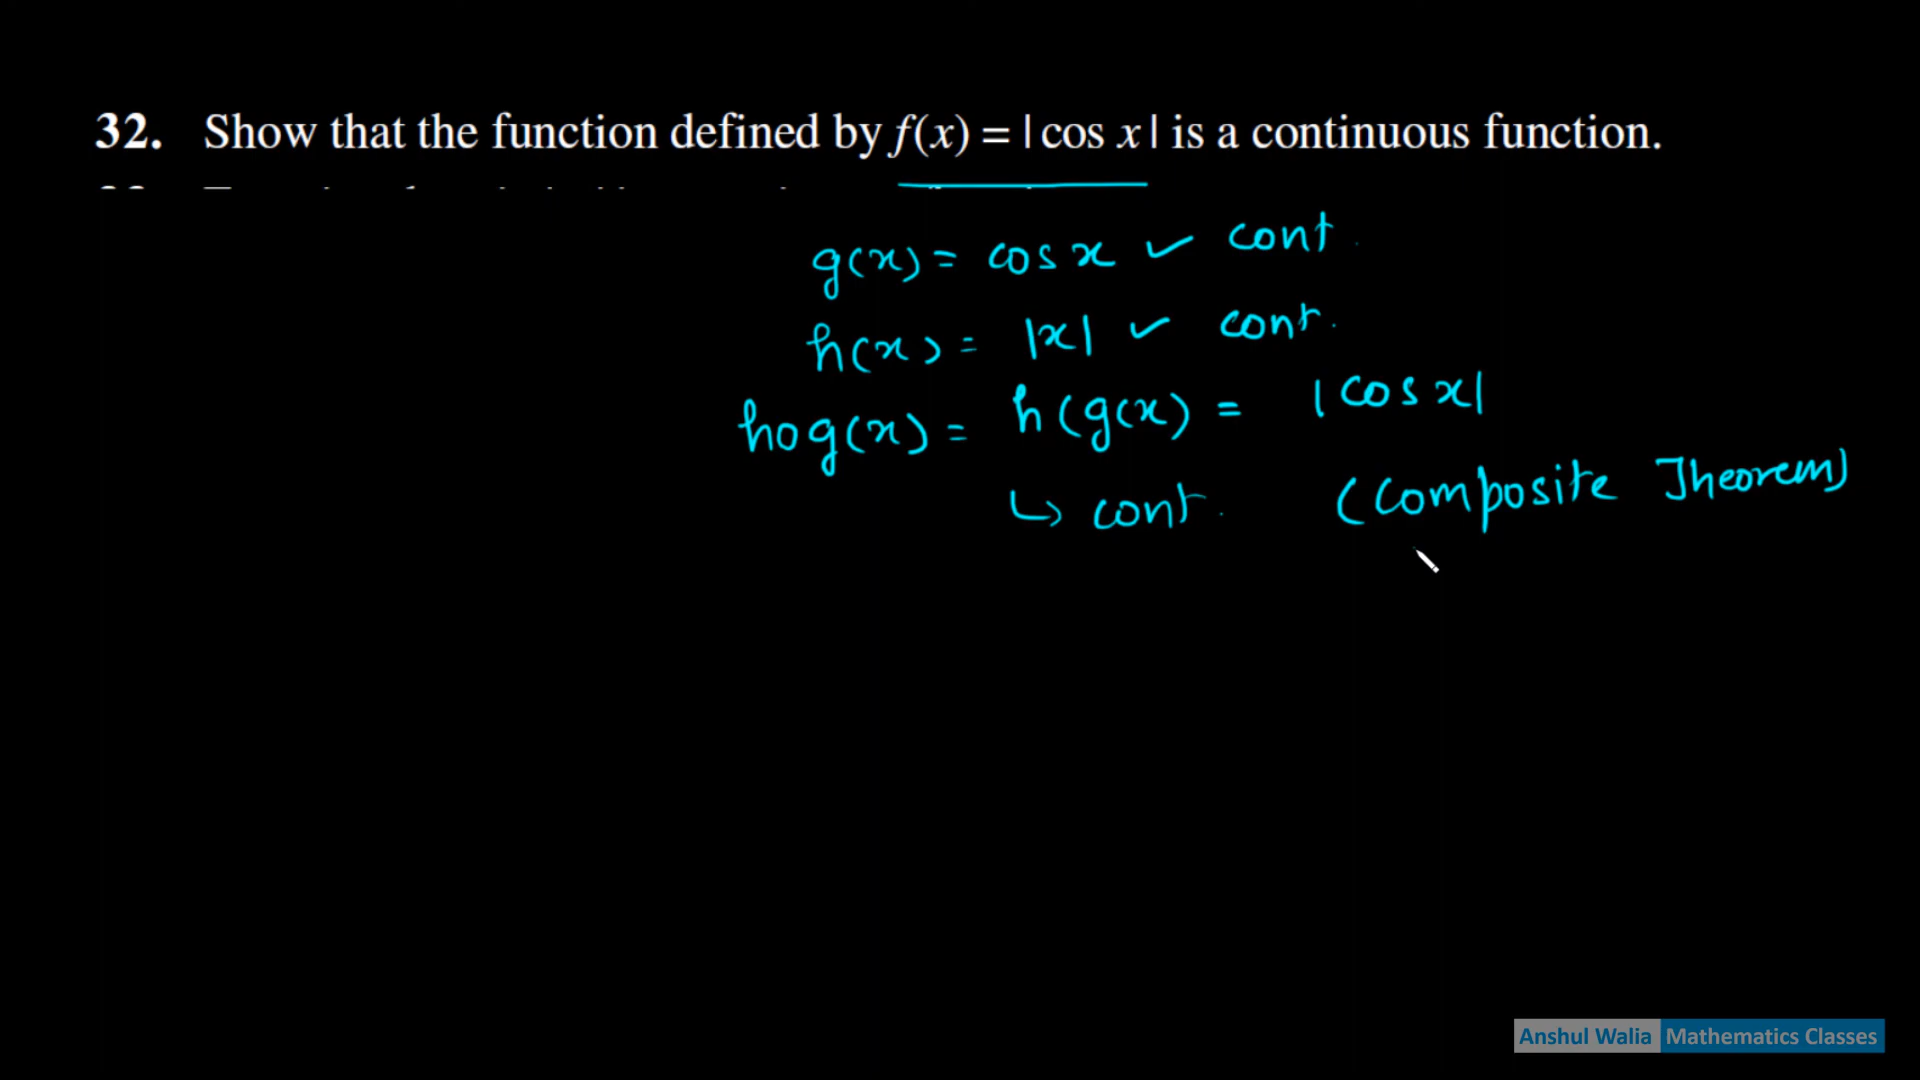 32. Show that the function defined by f(x) = | cos x | is a continuous function.
g(x) = cos x ✓ cont.
h(x) = |x| ✓ cont.
hog(x) = h(g(x) = |cos x|
↳ cont. (Composite Theorem)
Anshul Walia Mathematics Classes